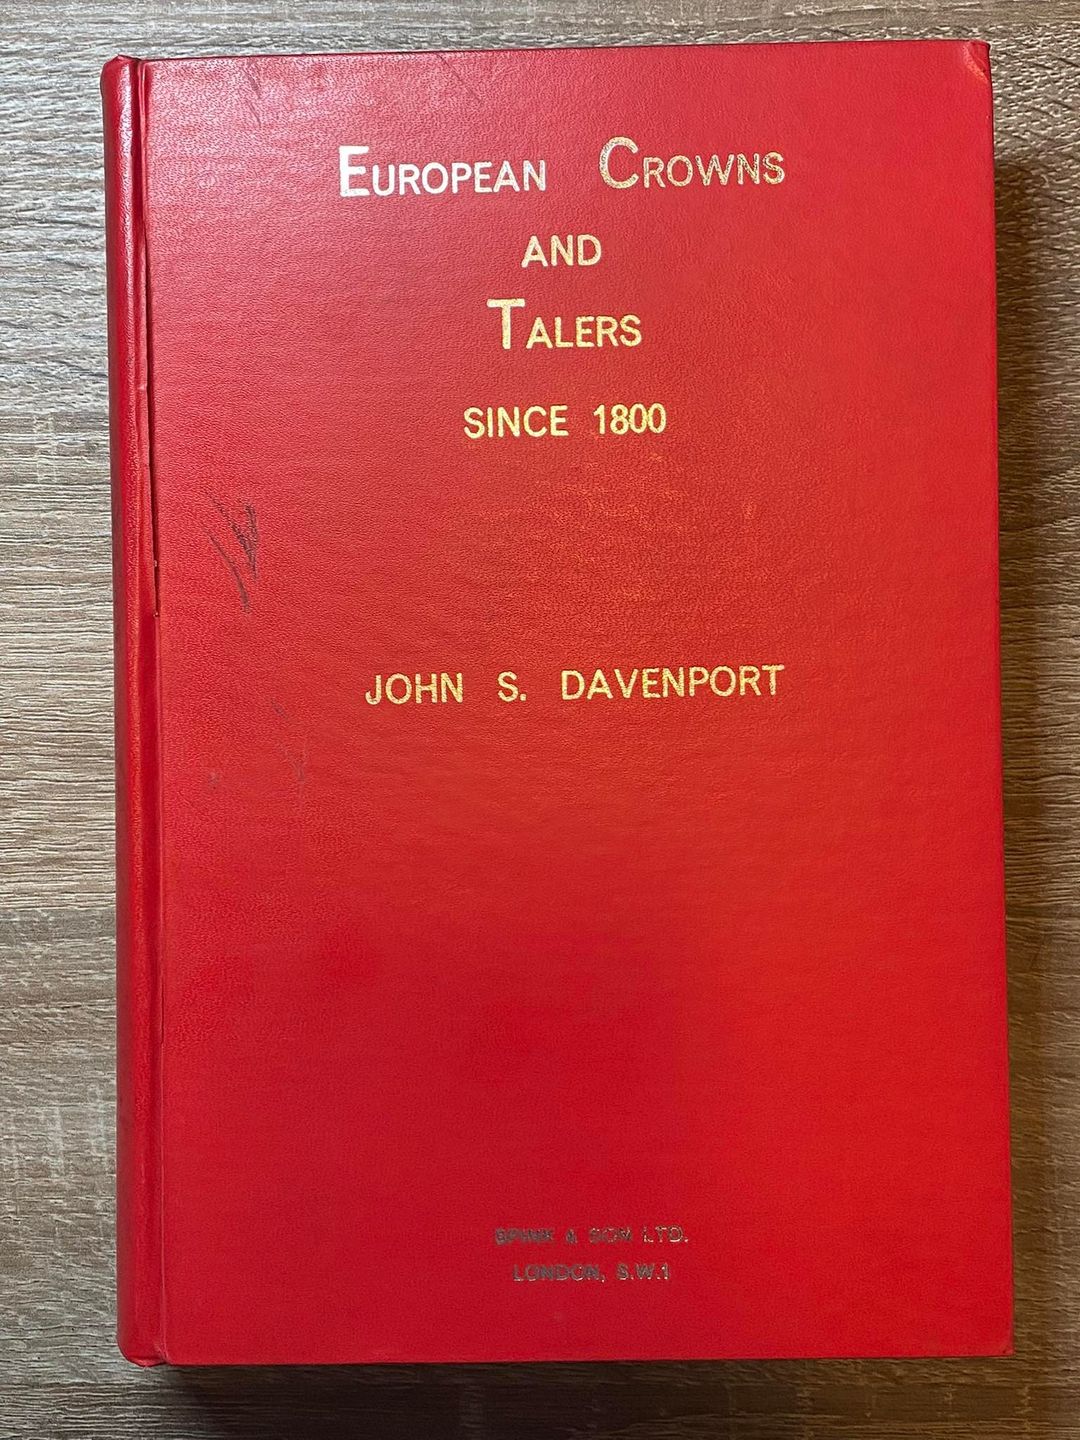 EUROPEAN CROWNS
AND
TALERS
SINCE 1800
JOHN S. DAVENPORT
SPINK & SON LTD.
LONDON, S.W.1